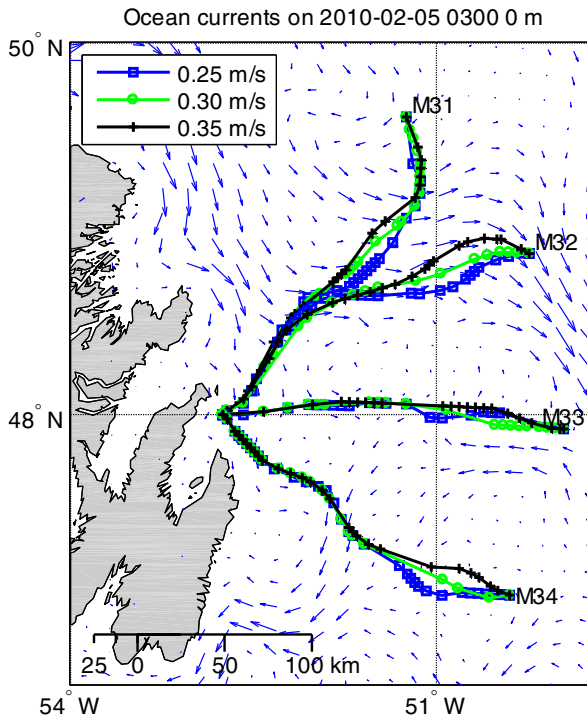 Ocean currents on 2010-02-05 0300 0 m
50° N
0.25 m/s
0.30 m/s
0.35 m/s
M31
M32
48° N
M33
M34
25 0 50 100 km
54° W
51° W